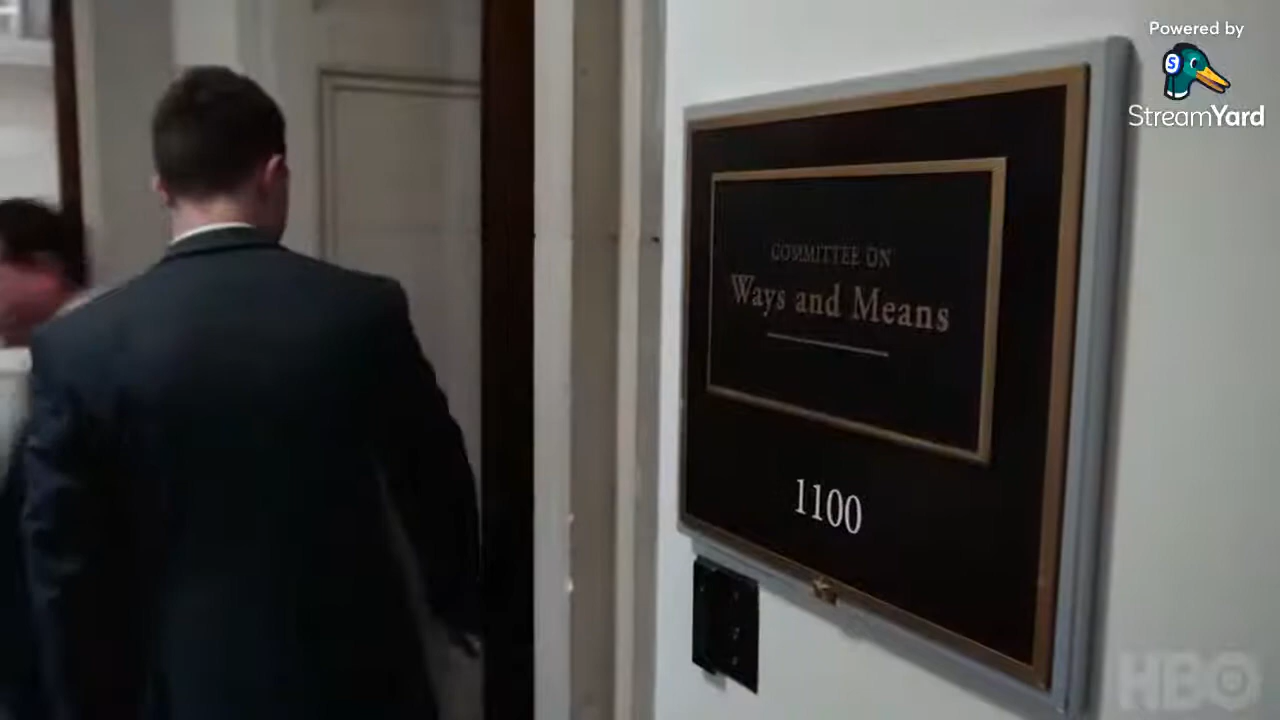 Powered by
S
StreamYard
COMMITTEE ON
Ways and Means
1100
HBO